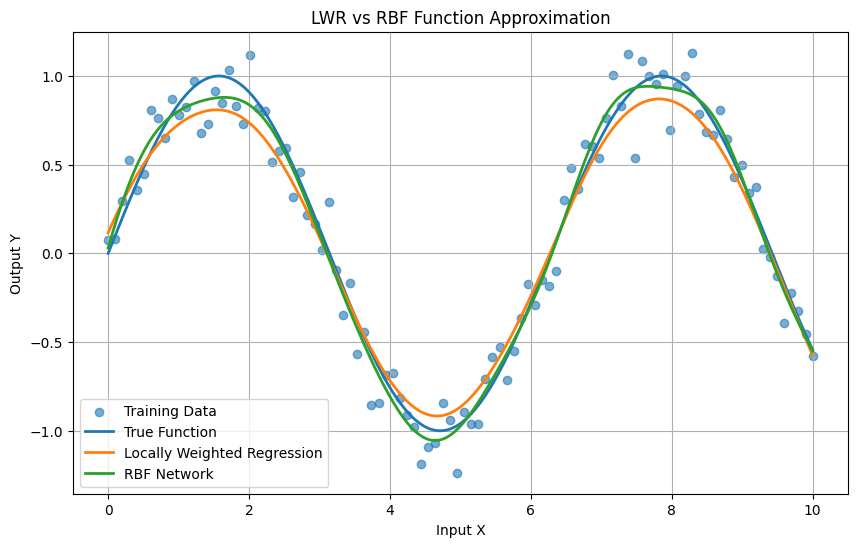 LWR vs RBF Function Approximation
1.0
0.5
0.0
−0.5
−1.0
Output Y
Training Data
True Function
Locally Weighted Regression
RBF Network
0 2 4 6 8 10
Input X